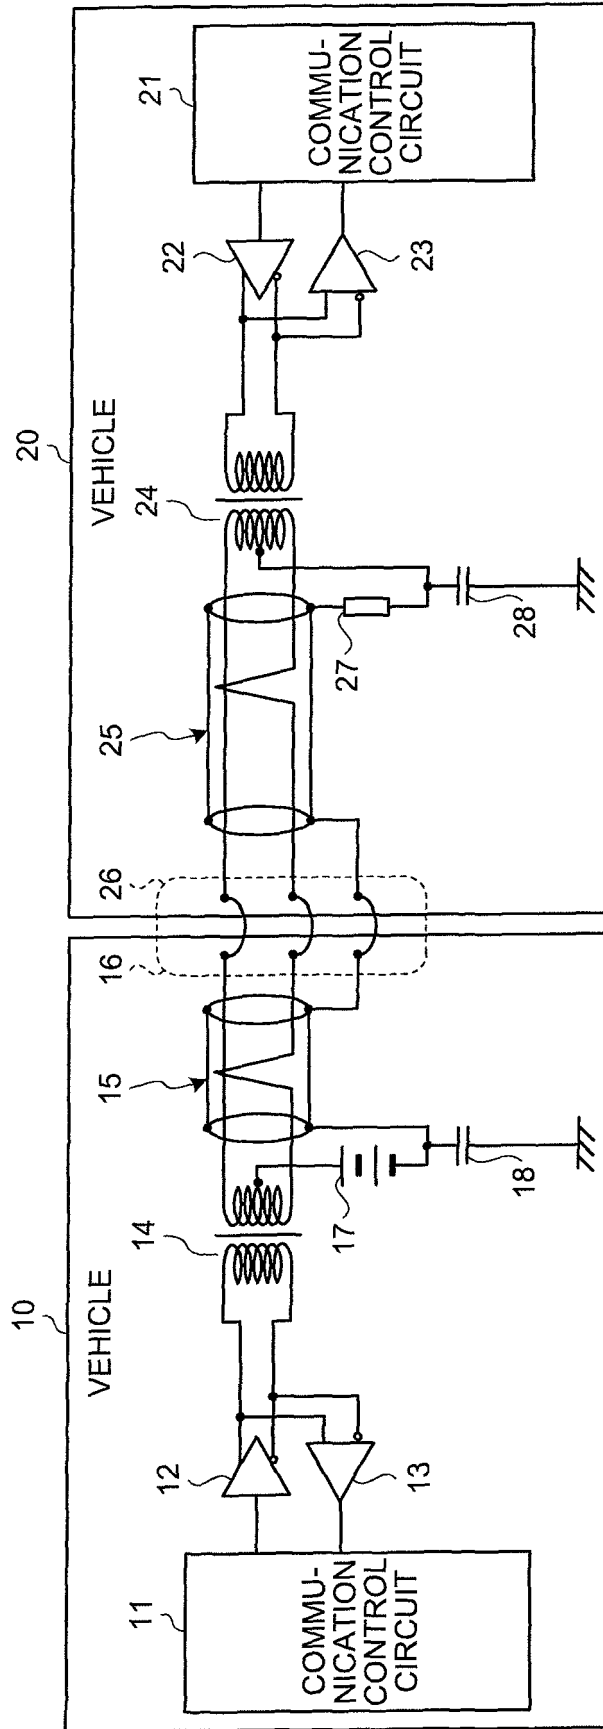 10
VEHICLE
11
COMMU-
NICATION
CONTROL
CIRCUIT
12
13
14
15
16
17
18
20
VEHICLE
21
COMMU-
NICATION
CONTROL
CIRCUIT
22
23
24
25
26
27
28